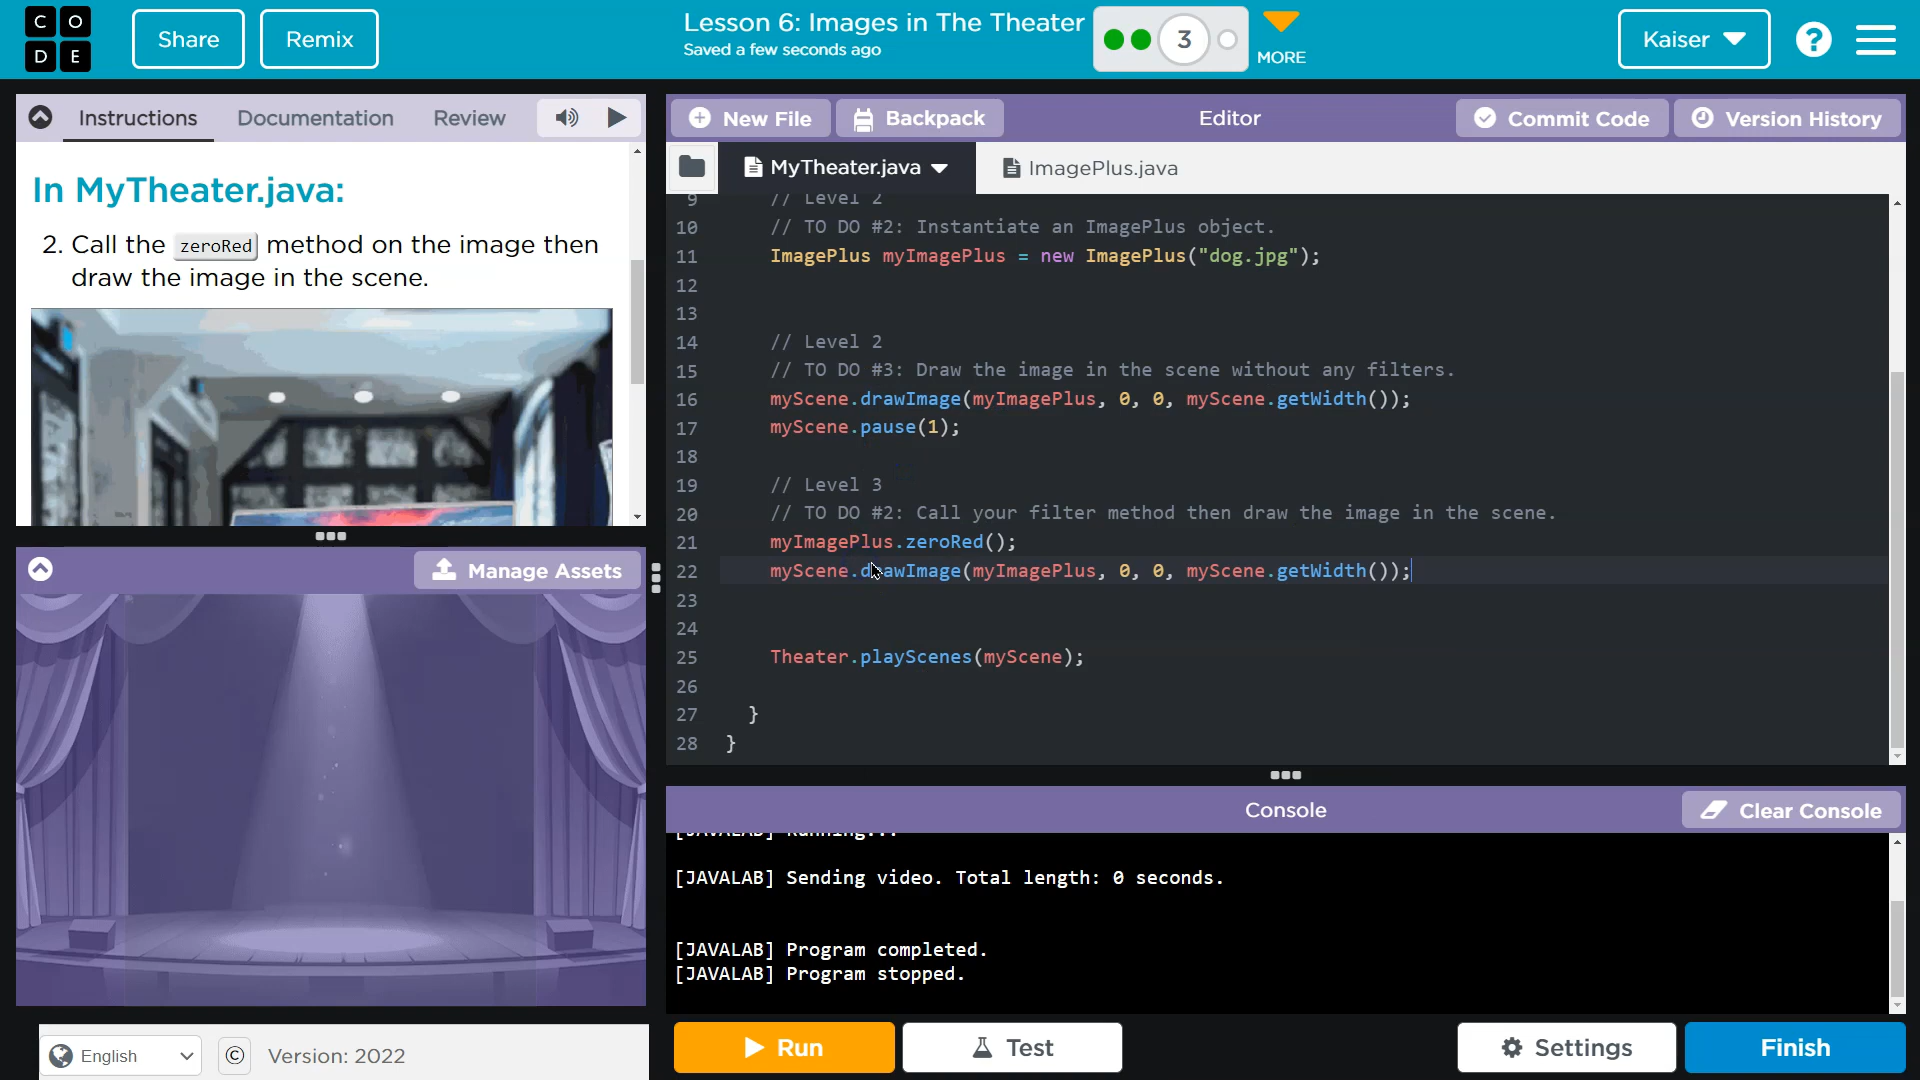 C O
D E
Share
Remix
Lesson 6: Images in The Theater
Saved a few seconds ago
3
MORE
Kaiser
?
Instructions
Documentation
Review
New File
Backpack
Editor
Commit Code
Version History
MyTheater.java
ImagePlus.java
In MyTheater.java:
2. Call the zeroRed method on the image then
draw the image in the scene.
9 // Level 2
10 // TO DO #2: Instantiate an ImagePlus object.
11 ImagePlus myImagePlus = new ImagePlus("dog.jpg");
12
13
14 // Level 2
15 // TO DO #3: Draw the image in the scene without any filters.
16 myScene.drawImage(myImagePlus, 0, 0, myScene.getWidth());
17 myScene.pause(1);
18
19 // Level 3
20 // TO DO #2: Call your filter method then draw the image in the scene.
21 myImagePlus.zeroRed();
22 myScene.drawImage(myImagePlus, 0, 0, myScene.getWidth());
23
24
25 Theater.playScenes(myScene);
26
27 }
28 }
Manage Assets
Console
Clear Console
[JAVALAB] Running...
[JAVALAB] Sending video. Total length: 0 seconds.
[JAVALAB] Program completed.
[JAVALAB] Program stopped.
English
©
Version: 2022
Run
Test
Settings
Finish